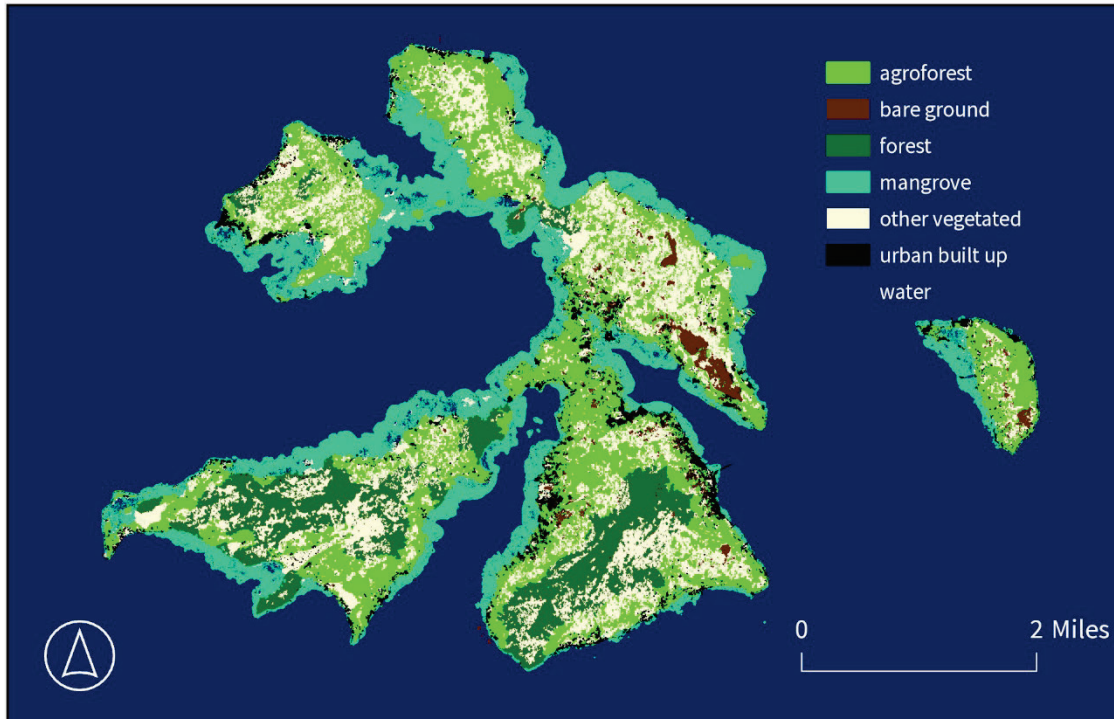 agroforest
bare ground
forest
mangrove
other vegetated
urban built up
water
0 2 Miles